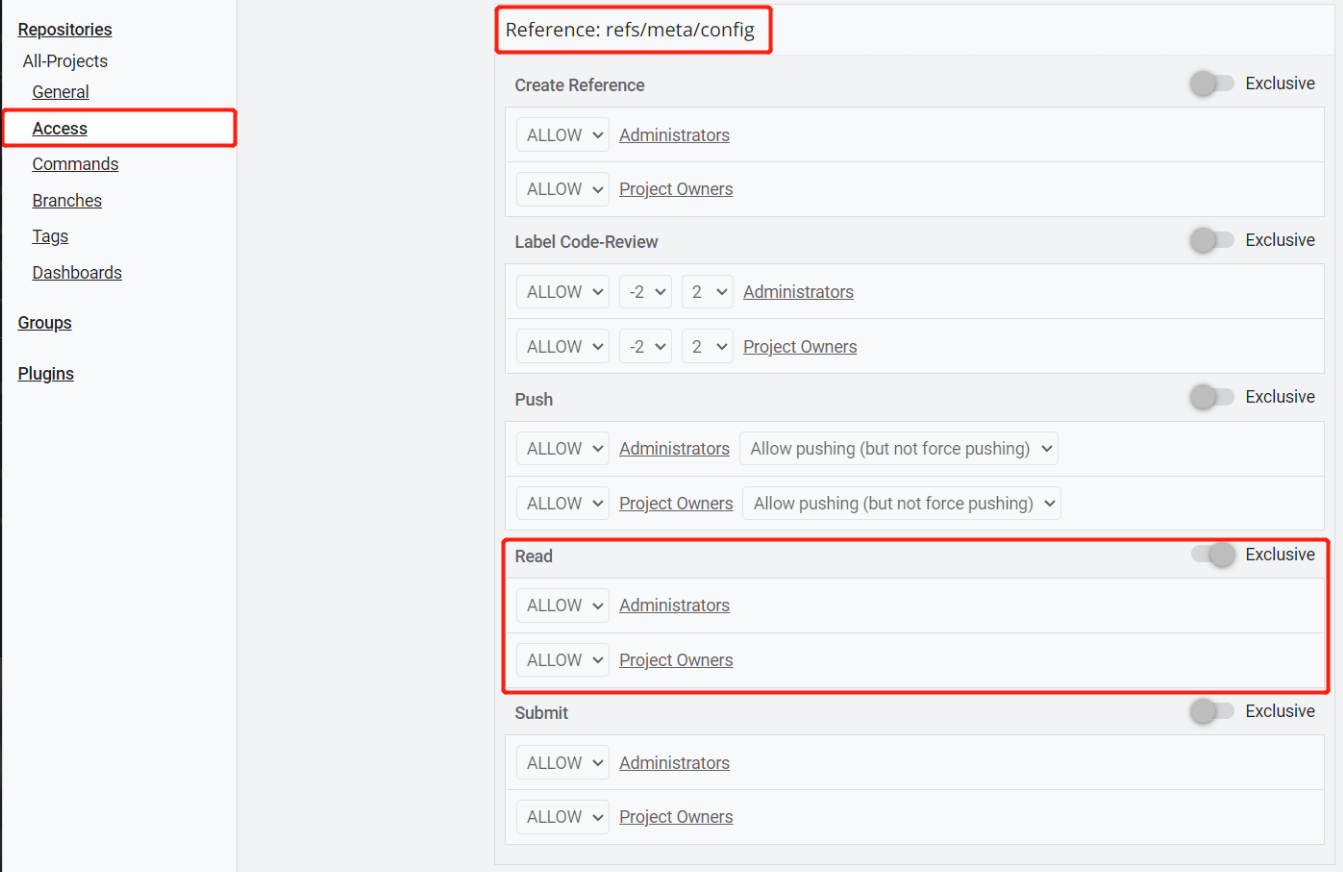 Repositories
All-Projects
General
Access
Commands
Branches
Tags
Dashboards
Groups
Plugins
Reference: refs/meta/config
Create Reference Exclusive
ALLOW Administrators
ALLOW Project Owners
Label Code-Review Exclusive
ALLOW -2 2 Administrators
ALLOW -2 2 Project Owners
Push Exclusive
ALLOW Administrators Allow pushing (but not force pushing)
ALLOW Project Owners Allow pushing (but not force pushing)
Read Exclusive
ALLOW Administrators
ALLOW Project Owners
Submit Exclusive
ALLOW Administrators
ALLOW Project Owners